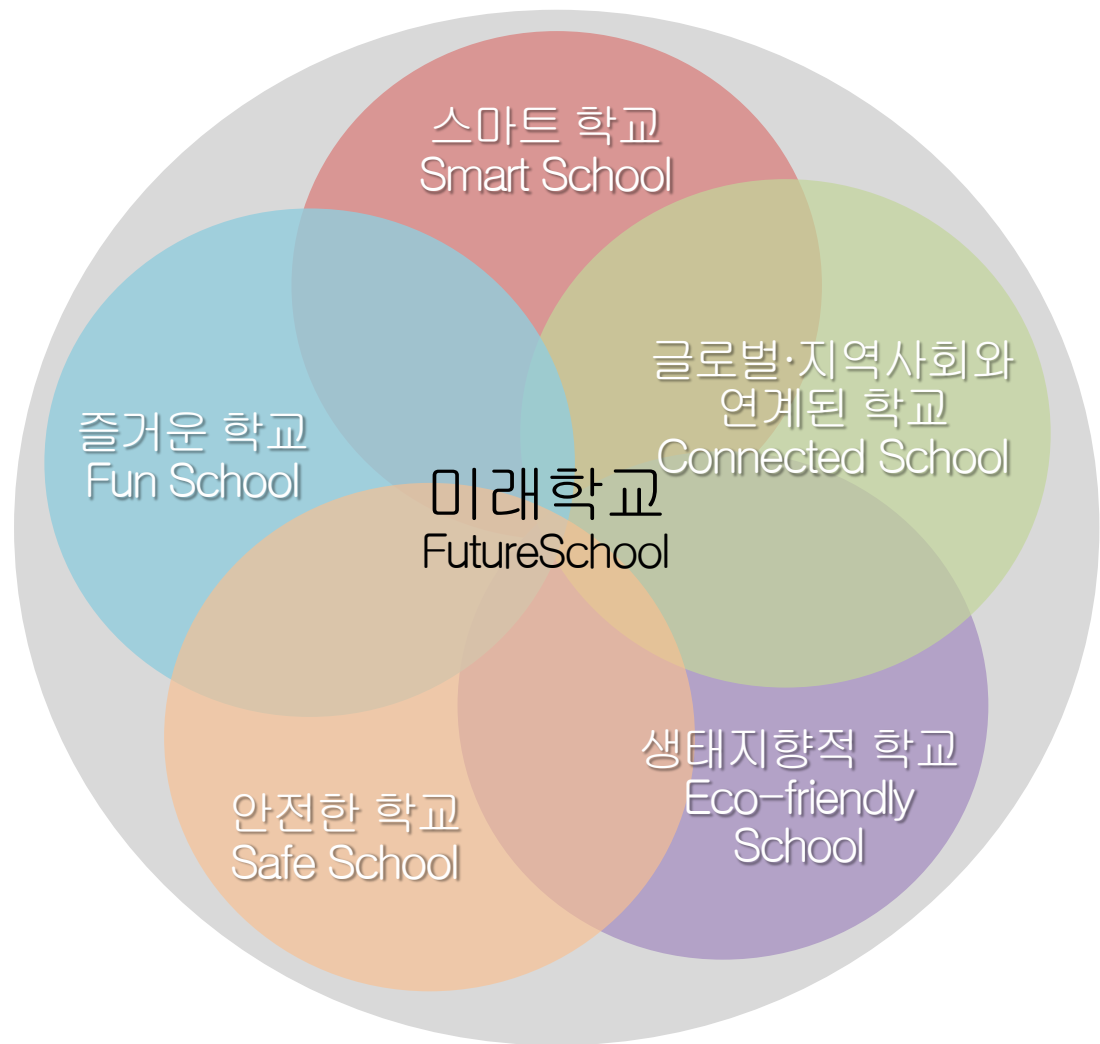 스마트 학교
Smart School
글로벌·지역사회와
연계된 학교
Connected School
즐거운 학교
Fun School
미래학교
FutureSchool
생태지향적 학교
Eco-friendly
School
안전한 학교
Safe School